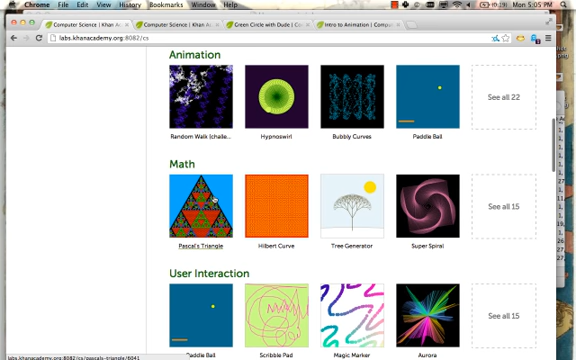 Chrome File Edit View History Bookmarks Window Help
Mon 5:05 PM
Computer Science | Khan Ac
Computer Science | Khan Ac
Green Circle with Dude | Co
Intro to Animation | Comput
labs.khanacademy.org:8082/cs
Animation
Random Walk (challe...
Hypnoswirl
Bubbly Curves
Paddle Ball
See all 22
Math
Pascal's Triangle
Hilbert Curve
Tree Generator
Super Spiral
See all 15
User Interaction
Paddle Ball
Scribble Pad
Magic Marker
Aurora
See all 15
labs.khanacademy.org:8082/cs/pascals-triangle/6041